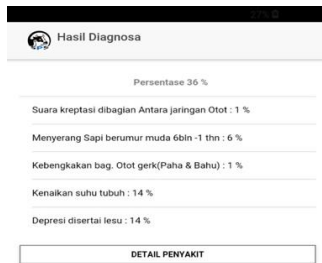 27%
Hasil Diagnosa
Persentase 36 %
Suara kreptasi dibagian Antara jaringan Otot : 1 %
Menyerang Sapi berumur muda 6bln -1 thn : 6 %
Kebengkakan bag. Otot gerk(Paha & Bahu) : 1 %
Kenaikan suhu tubuh : 14 %
Depresi disertai lesu : 14 %
DETAIL PENYAKIT